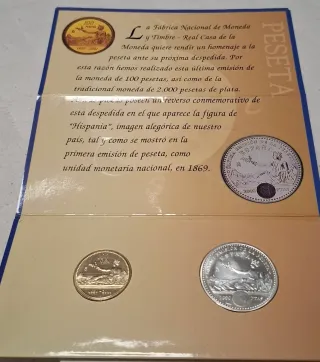 La Fábrica Nacional de Moneda
y Timbre - Real Casa de la
Moneda quiere rendir un homenaje a la
peseta ante su próxima despedida. Por
esta razón hemos realizado esta última emisión de
la moneda de 100 pesetas, así como de la
tradicional moneda de 2.000 pesetas de plata.
piezas poseen un reverso conmemorativo de
esta despedida en el que aparece la figura de
"Hispania", imagen alegórica de nuestro
país, tal y como se mostró en la
primera emisión de peseta, como
unidad monetaria nacional, en 1869.
PESETA